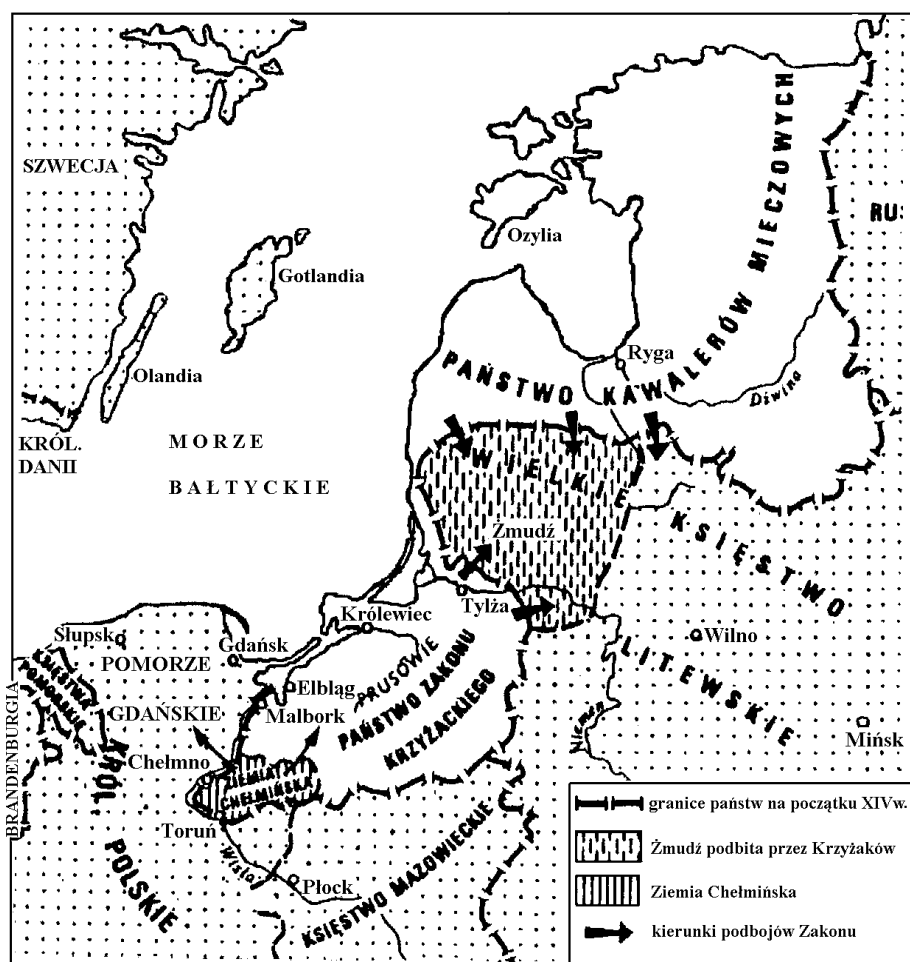 SZWECJA
Gotlandia
Olandia
KRÓL.
DANII
MORZE
BAŁTYCKIE
Ozylia
RUS
PAŃSTWO KAWALERÓW MIECZOWYCH
Ryga
Dźwina
WIELKIE KSIĘSTWO LITEWSKIE
Żmudź
Tylża
Królewiec
Wilno
Niemen
Mińsk
Słupsk
Gdańsk
POMORZE
GDAŃSKIE
Elbląg
Malbork
PRUSOWIE
PAŃSTWO ZAKONU
KRZYŻACKIEGO
KSIĘSTWA
POMORSKIE
BRANDENBURGIA
KRÓL.
POLSKIE
Chełmno
ZIEMIA
CHEŁMIŃSKA
Toruń
Wisła
Płock
KSIĘSTWO MAZOWIECKIE
granice państw na początku XIVw.
Żmudź podbita przez Krzyżaków
Ziemia Chełmińska
kierunki podbojów Zakonu